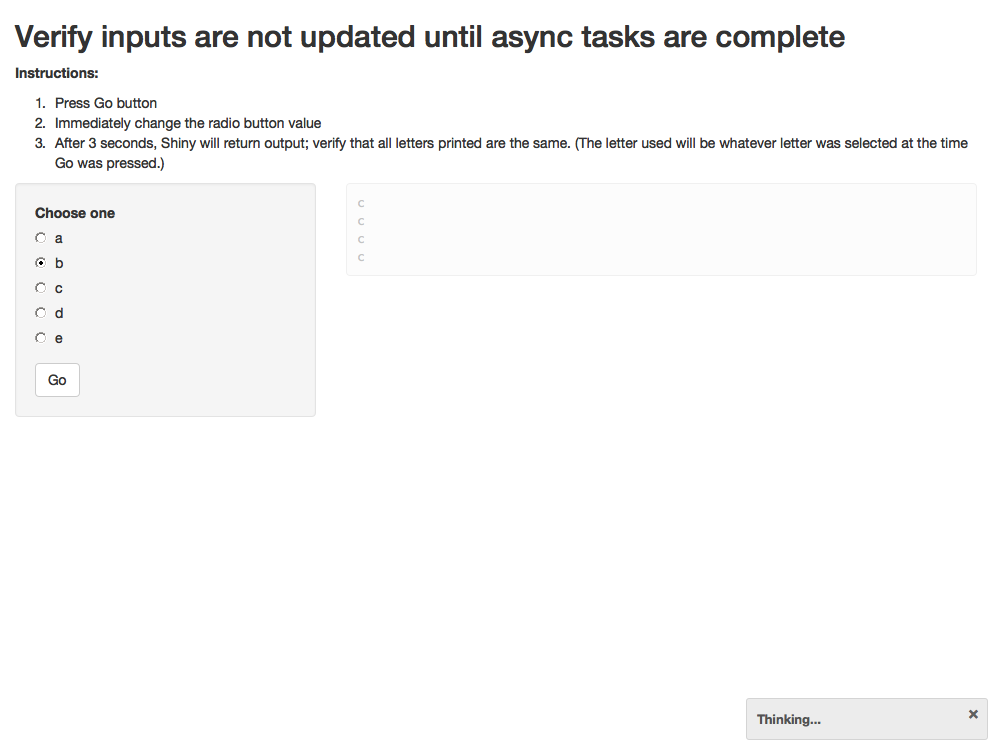 Verify inputs are not updated until async tasks are complete
Instructions:
1. Press Go button
2. Immediately change the radio button value
3. After 3 seconds, Shiny will return output; verify that all letters printed are the same. (The letter used will be whatever letter was selected at the time
Go was pressed.)
Choose one
a
b
c
d
e
Go
c
c
c
c
Thinking...
×